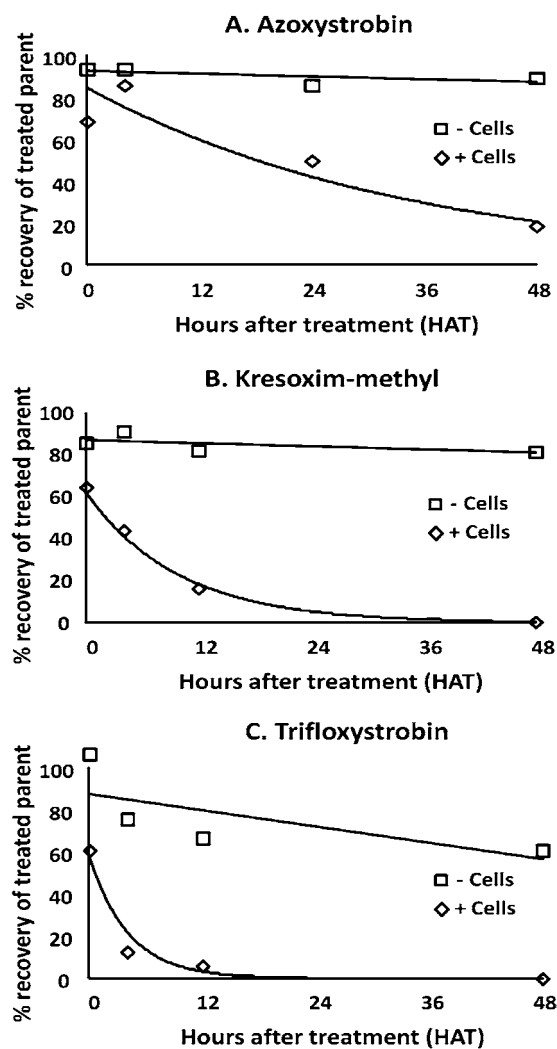 A. Azoxystrobin
% recovery of treated parent
100
80
60
40
20
0
- Cells
+ Cells
0 12 24 36 48
Hours after treatment (HAT)
B. Kresoxim-methyl
% recovery of treated parent
100
80
60
40
20
0
- Cells
+ Cells
0 12 24 36 48
Hours after treatment (HAT)
C. Trifloxystrobin
% recovery of treated parent
100
80
60
40
20
0
- Cells
+ Cells
0 12 24 36 48
Hours after treatment (HAT)